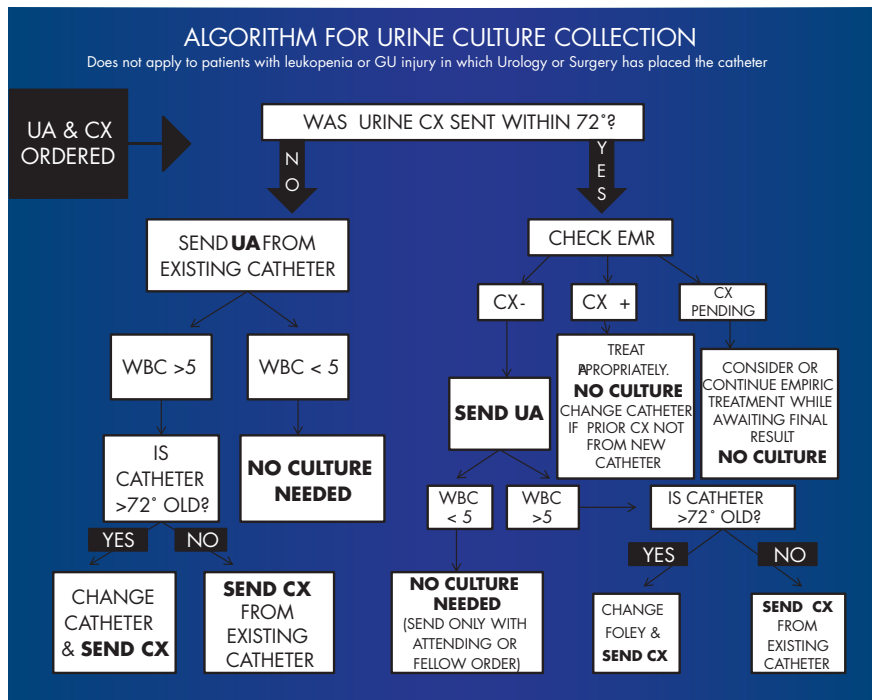 ALGORITHM FOR URINE CULTURE COLLECTION
Does not apply to patients with leukopenia or GU injury in which Urology or Surgery has placed the catheter
UA & CX
ORDERED
WAS URINE CX SENT WITHIN 72°?
NO
YES
SEND UA FROM
EXISTING CATHETER
CHECK EMR
WBC >5
WBC < 5
CX-
CX +
CX
PENDING
IS
CATHETER
>72° OLD?
NO CULTURE
NEEDED
SEND UA
TREAT
APROPRIATELY.
NO CULTURE
CHANGE CATHETER
IF PRIOR CX NOT
FROM NEW
CATHETER
CONSIDER OR
CONTINUE EMPIRIC
TREATMENT WHILE
AWAITING FINAL
RESULT
NO CULTURE
YES
NO
CHANGE
CATHETER
& SEND CX
SEND CX
FROM
EXISTING
CATHETER
WBC
< 5
WBC
>5
IS CATHETER
>72° OLD?
NO CULTURE
NEEDED
(SEND ONLY WITH
ATTENDING OR
FELLOW ORDER)
YES
NO
CHANGE
FOLEY &
SEND CX
SEND CX
FROM
EXISTING
CATHETER